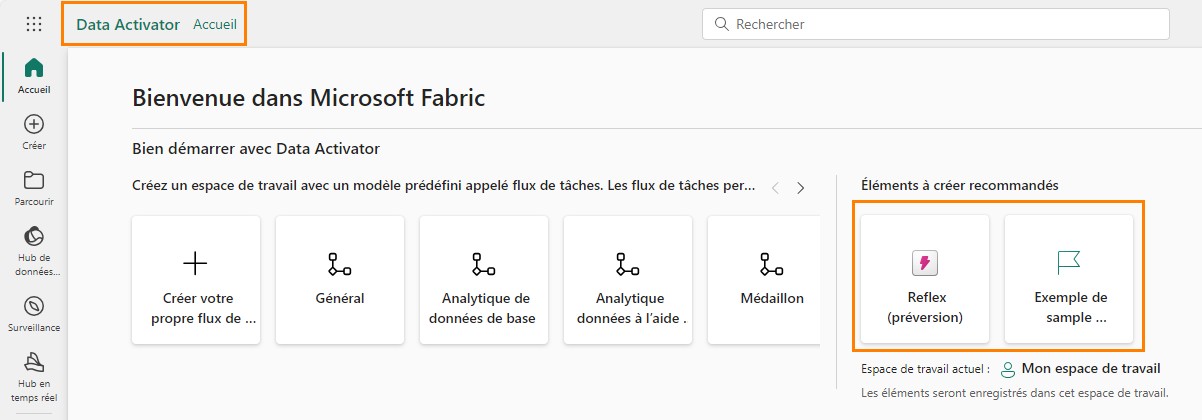 Data Activator Accueil
Rechercher
Accueil
Créer
Parcourir
Hub de
données...
Surveillance
Hub en
temps réel
Bienvenue dans Microsoft Fabric
Bien démarrer avec Data Activator
Créez un espace de travail avec un modèle prédéfini appelé flux de tâches. Les flux de tâches per...
Créer votre
propre flux de ...
Général
Analytique de
données de base
Analytique
données à l’aide .
Médaillon
Éléments à créer recommandés
Reflex
(préversion)
Exemple de
sample ...
Espace de travail actuel : Mon espace de travail
Les éléments seront enregistrés dans cet espace de travail.